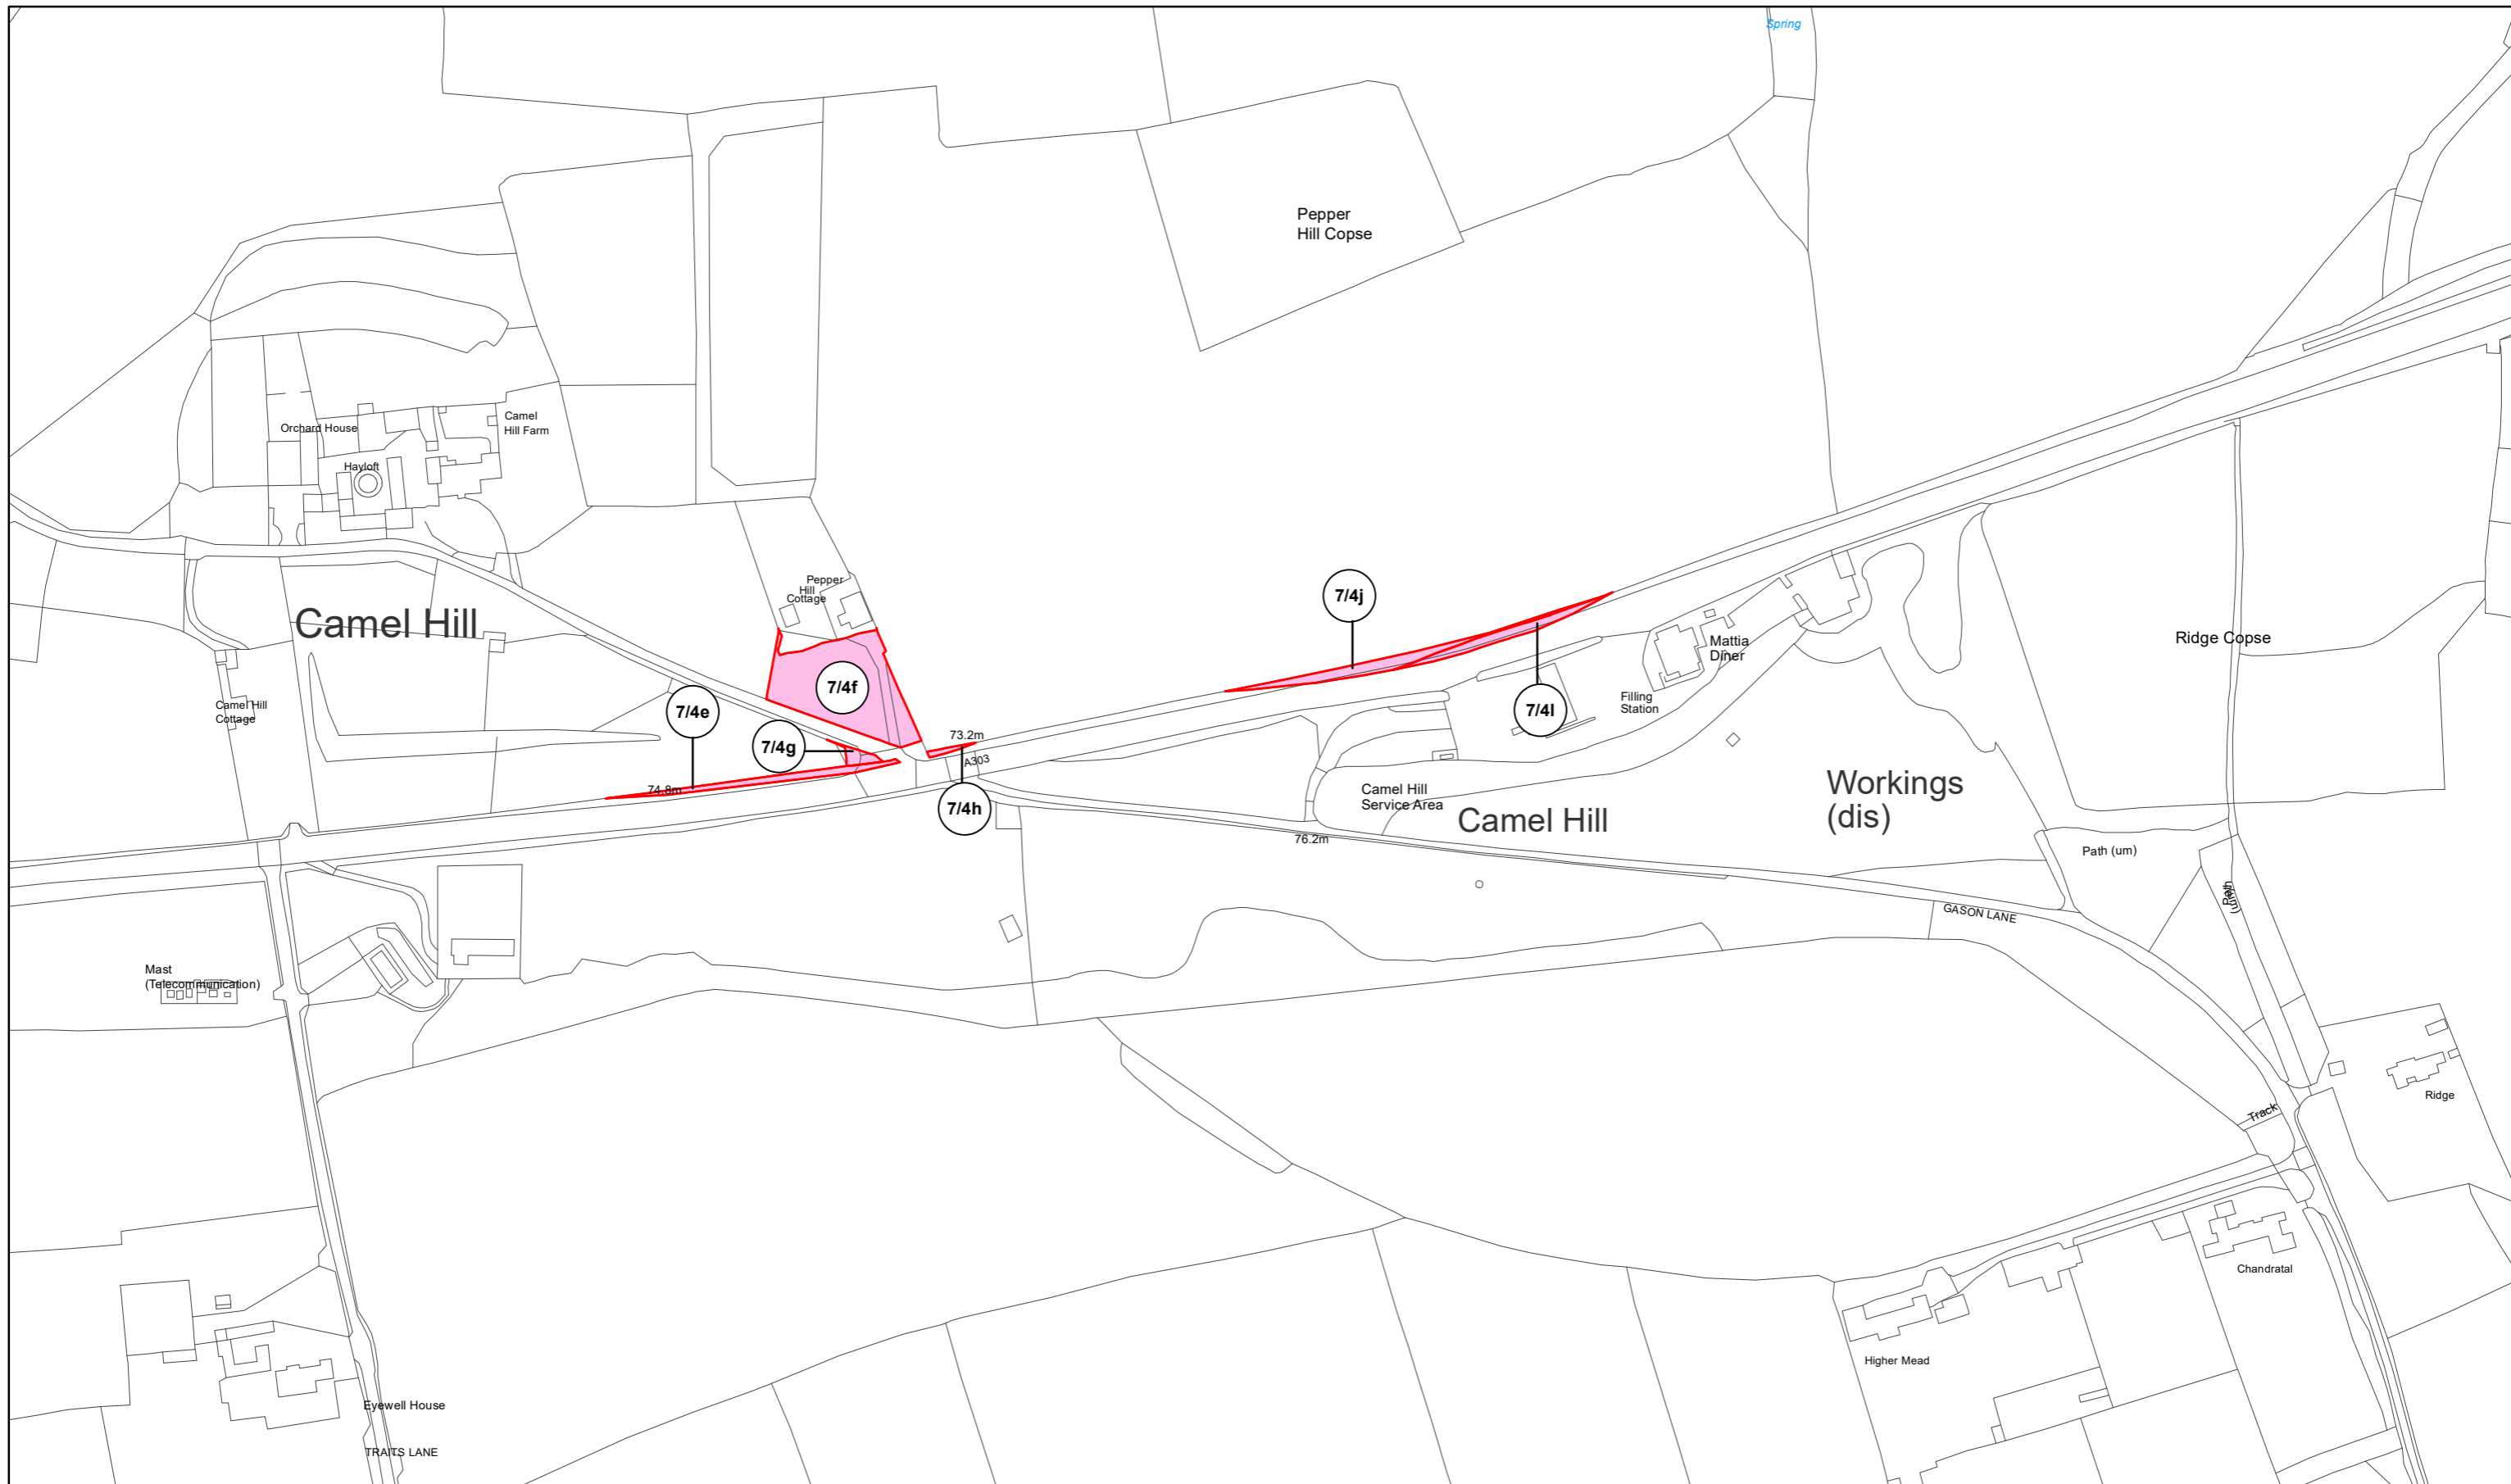 Spring
Pepper
Hill Copse
Camel
Hill Farm
Orchard House
Hayloft
Pepper
Hill
Cottage
7/4j
Camel Hill
Ridge Copse
Mattia
Diner
7/4f
Filling
Station
7/4l
Camel Hill
Cottage
7/4e
7/4g
73.2m
A303
74.8m
7/4h
Camel Hill
Service Area
Camel Hill
Workings
(dis)
76.2m
Path (um)
Path
(um)
GASON LANE
Mast
(Telecommunication)
Ridge
Track
Chandratal
Higher Mead
Eyewell House
TRAITS LANE